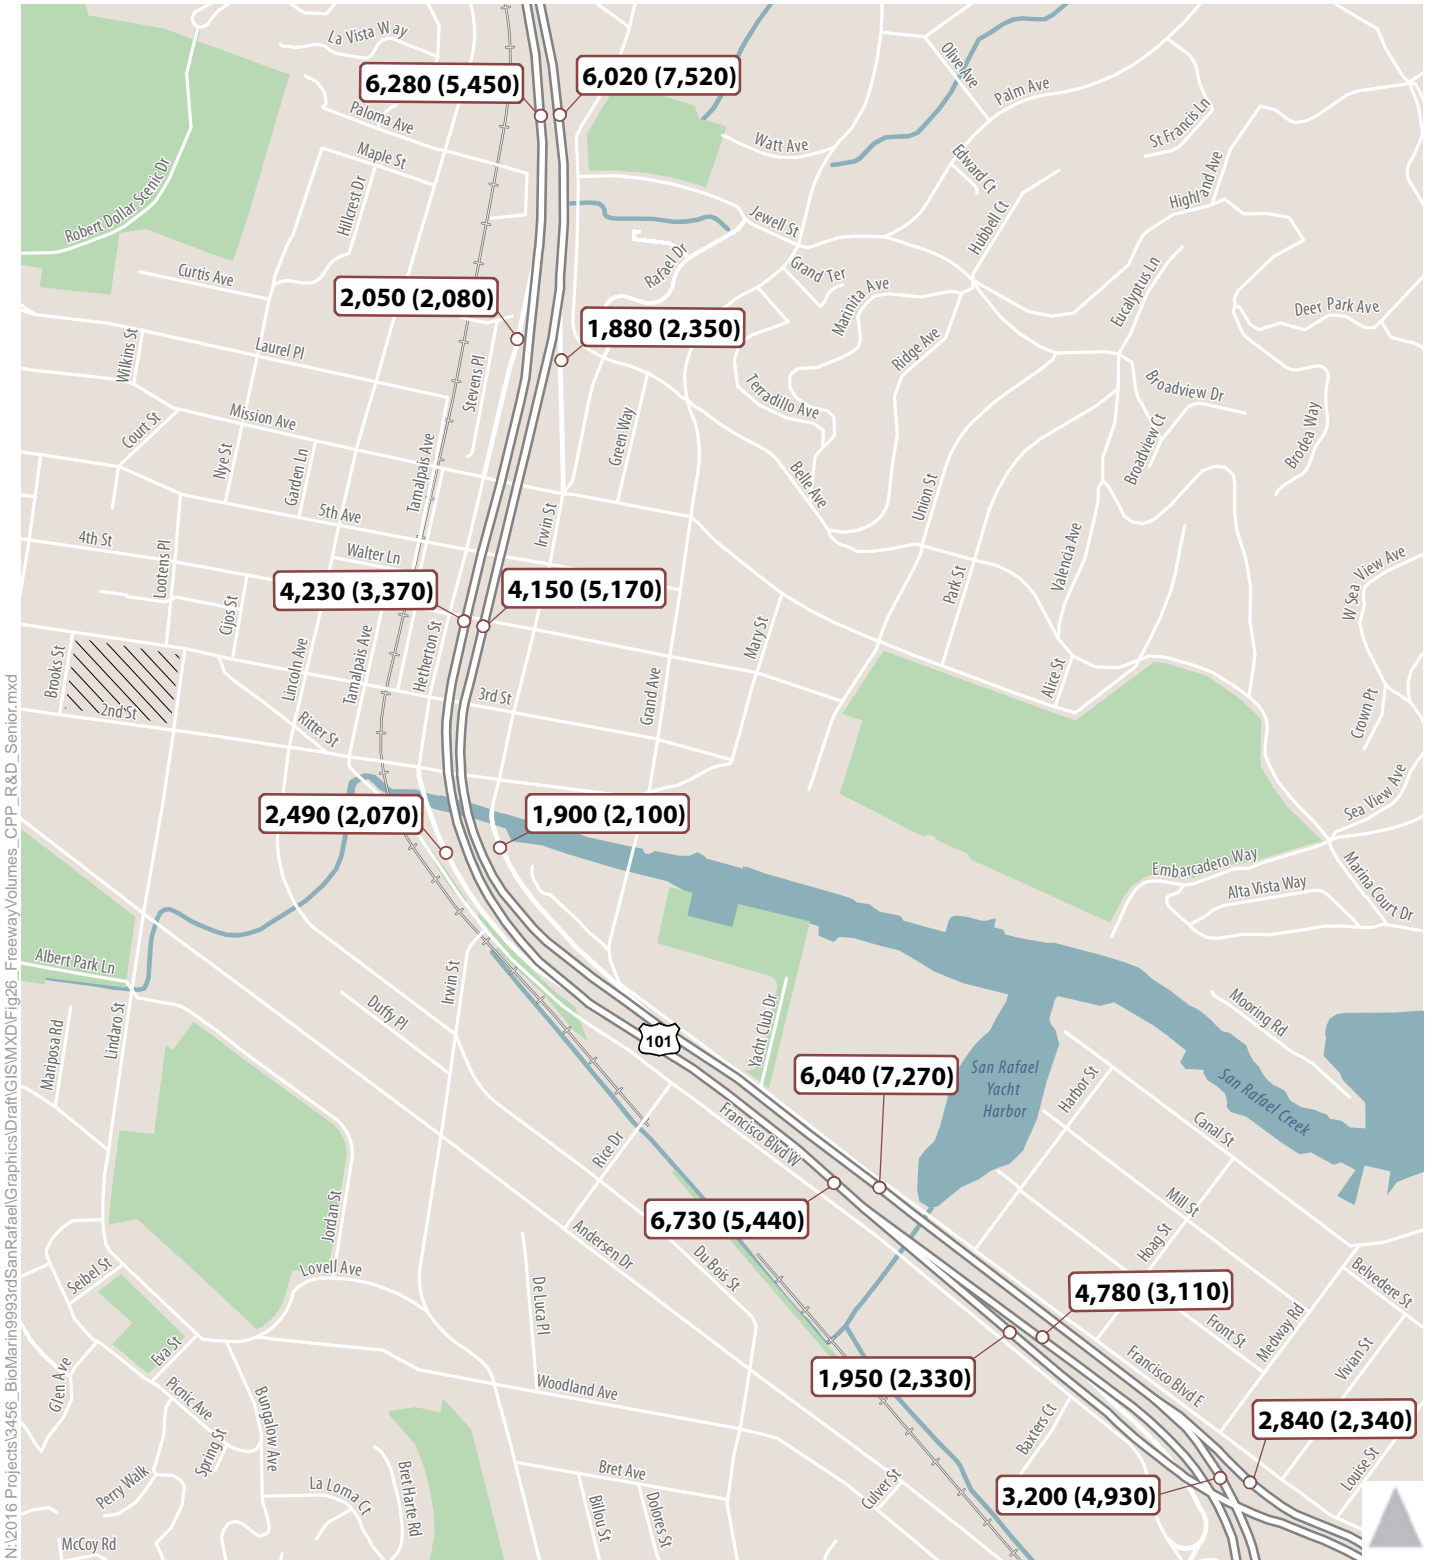 La Vista Way
6,280 (5,450)
6,020 (7,520)
Olive Ave
Palm Ave
Paloma Ave
Watt Ave
St Francis Ln
Maple St
Edward Ct
Highland Ave
Robert Dollar Scenic Dr
Hillcrest Dr
Jewell St
Hubbell Ct
Curtis Ave
Rafael Dr
Grand Ter
Marinita Ave
Eucalyptus Ln
Deer Park Ave
2,050 (2,080)
1,880 (2,350)
Wilkins St
Laurel Pl
Stevens Pl
Ridge Ave
Terradillo Ave
Broadview Dr
Court St
Mission Ave
Nye St
Garden Ln
Tamalpais Ave
Green Way
Belle Ave
Broadview Ct
Brodea Way
Union St
5th Ave
Irwin St
4th St
Walter Ln
Lootens Pl
Valencia Ave
W Sea View Ave
4,230 (3,370)
4,150 (5,170)
Park St
Cijos St
Brooks St
Lincoln Ave
Tamalpais Ave
Hetherton St
Mary St
Alice St
3rd St
Grand Ave
2nd St
Ritter St
Crown Pt
Sea View Ave
2,490 (2,070)
1,900 (2,100)
Embarcadero Way
Alta Vista Way
Marina Court Dr
Albert Park Ln
Irwin St
Duffy Pl
Mooring Rd
Mariposa Rd
Lindaro St
101
Yacht Club Dr
6,040 (7,270)
San Rafael
Yacht
Harbor
Harbor St
San Rafael Creek
Canal St
Francisco Blvd W
Rice Dr
Mill St
6,730 (5,440)
Jordan St
Andersen Dr
Du Bois St
Hoag St
Seibel St
Lovell Ave
De Luca Pl
Belvedere St
4,780 (3,110)
Front St
Medway Rd
Vivian St
Eva St
Glen Ave
1,950 (2,330)
Picnic Ave
Woodland Ave
Francisco Blvd E
Bungalow Ave
Baxters Ct
2,840 (2,340)
Spring St
Perry Walk
La Loma Ct
Bret Harte Rd
Bret Ave
Billou St
Dolores St
Culver St
3,200 (4,930)
Louise St
McCoy Rd
N:\2016 Projects\3456_BioMarin9993rdSanRafael\Graphics\Draft\GIS\MXD\Fig26_FreewayVolumes_CPP_R&D_Senior.mxd